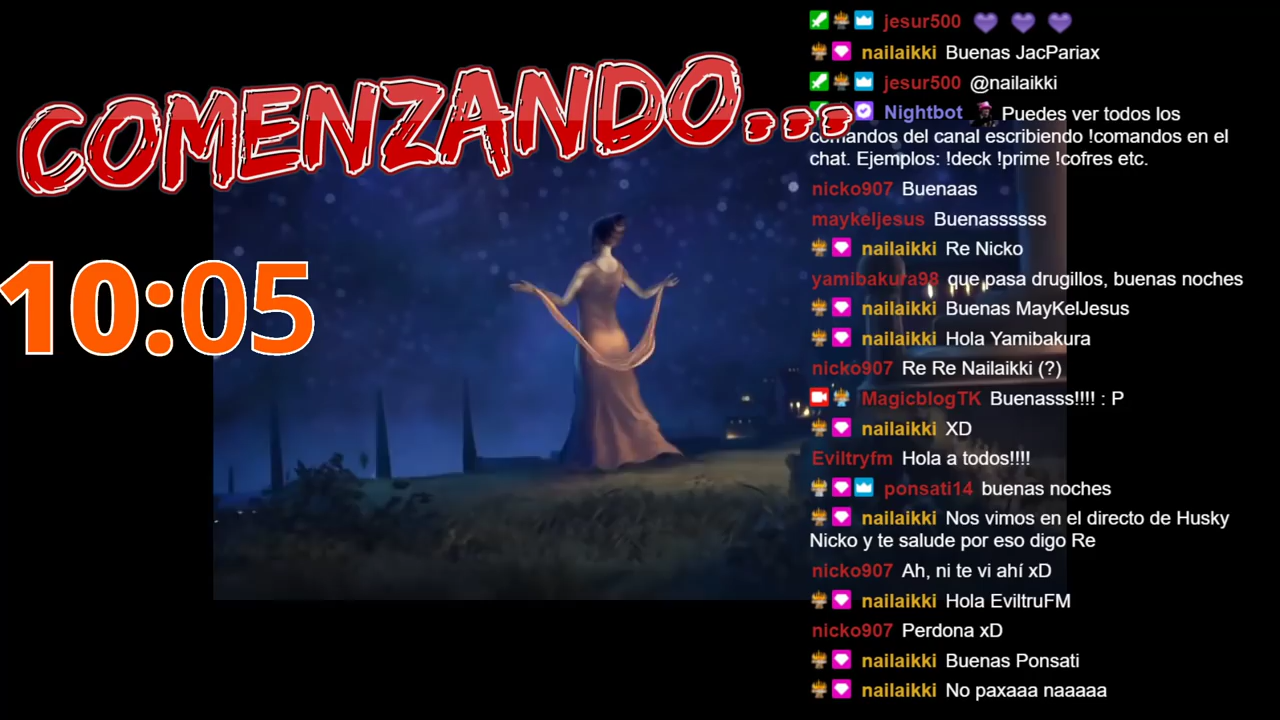 COMENZANDO...
10:05
jesur500
nailaikki Buenas JacPariax
jesur500 @nailaikki
Nightbot Puedes ver todos los
comandos del canal escribiendo !comandos en el
chat. Ejemplos: !deck !prime !cofres etc.
nicko907 Buenaas
maykeljesus Buenassssss
nailaikki Re Nicko
yamibakura98 que pasa drugillos, buenas noches
nailaikki Buenas MayKelJesus
nailaikki Hola Yamibakura
nicko907 Re Re Nailaikki (?)
MagicblogTK Buenasss!!!! : P
nailaikki XD
Eviltryfm Hola a todos!!!!
ponsati14 buenas noches
nailaikki Nos vimos en el directo de Husky
Nicko y te salude por eso digo Re
nicko907 Ah, ni te vi ahí xD
nailaikki Hola EviltruFM
nicko907 Perdona xD
nailaikki Buenas Ponsati
nailaikki No paxaaa naaaaa